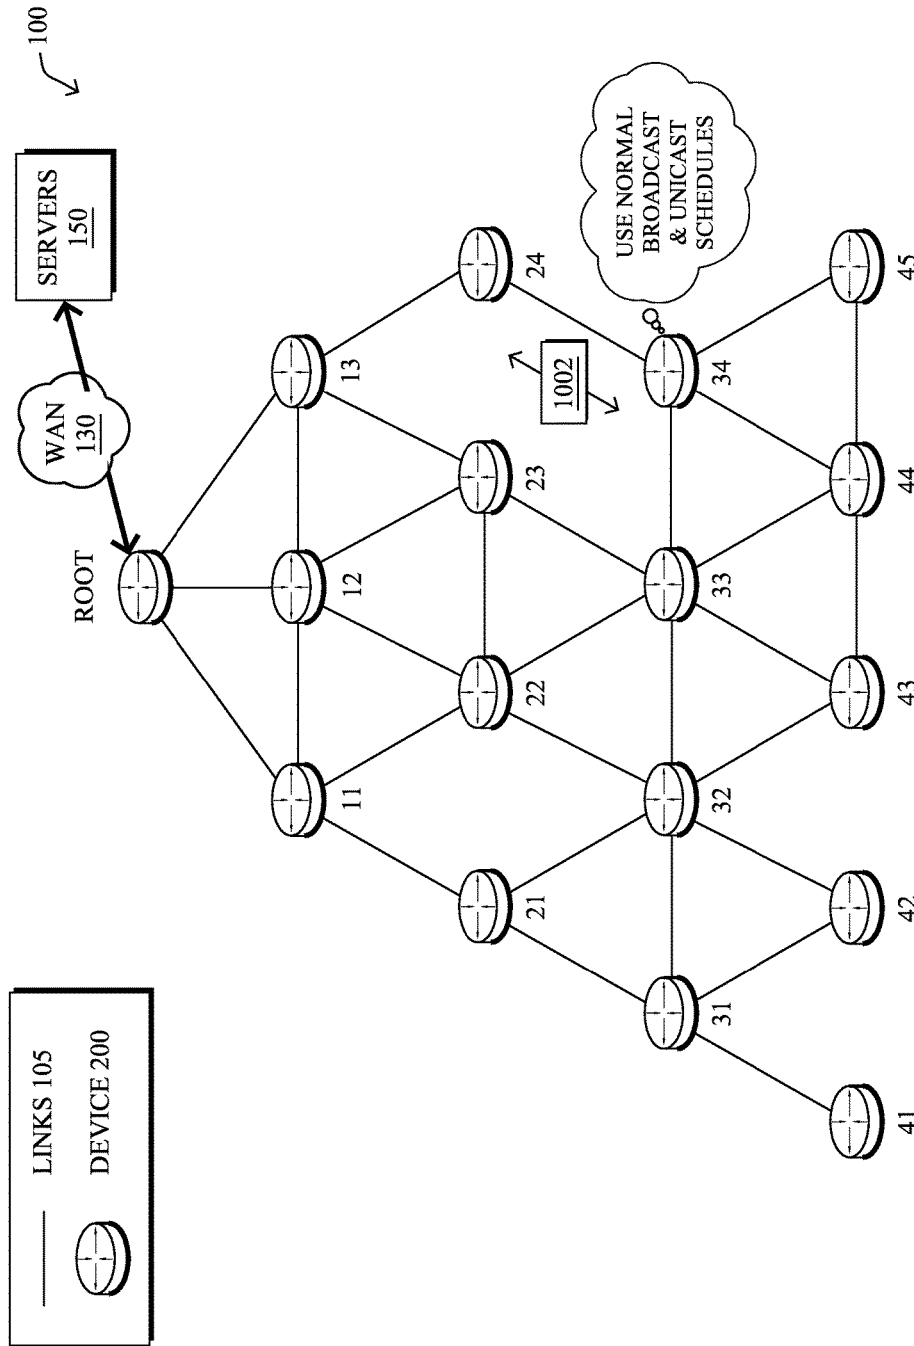 LINKS 105
DEVICE 200
ROOT
WAN
130
SERVERS
150
100
11
12
13
21
22
23
24
1002
USE NORMAL
BROADCAST
& UNICAST
SCHEDULES
31
32
33
34
41
42
43
44
45